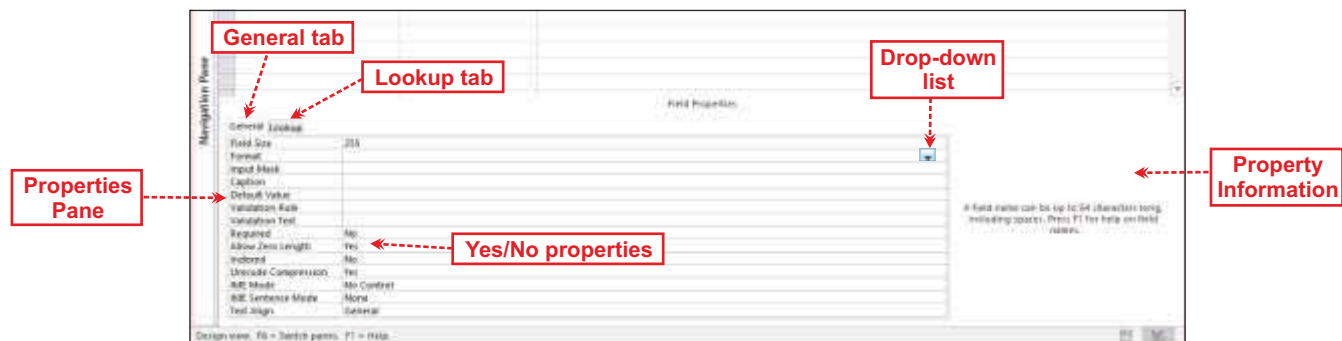 General tab
Lookup tab
Drop-down
list
Navigation Pane
Field Properties
General Lookup
Field Size 255
Format
Input Mask
Caption
Default Value
Validation Rule
Validation Text
Required No
Allow Zero Length Yes
Indexed No
Unicode Compression Yes
IME Mode No Control
IME Sentence Mode None
Text Align General
Properties
Pane
Yes/No properties
Property
Information
A field name can be up to 64 characters long,
including spaces. Press F1 for help on field
names.
Design view. F6 = Switch panes. F1 = Help.